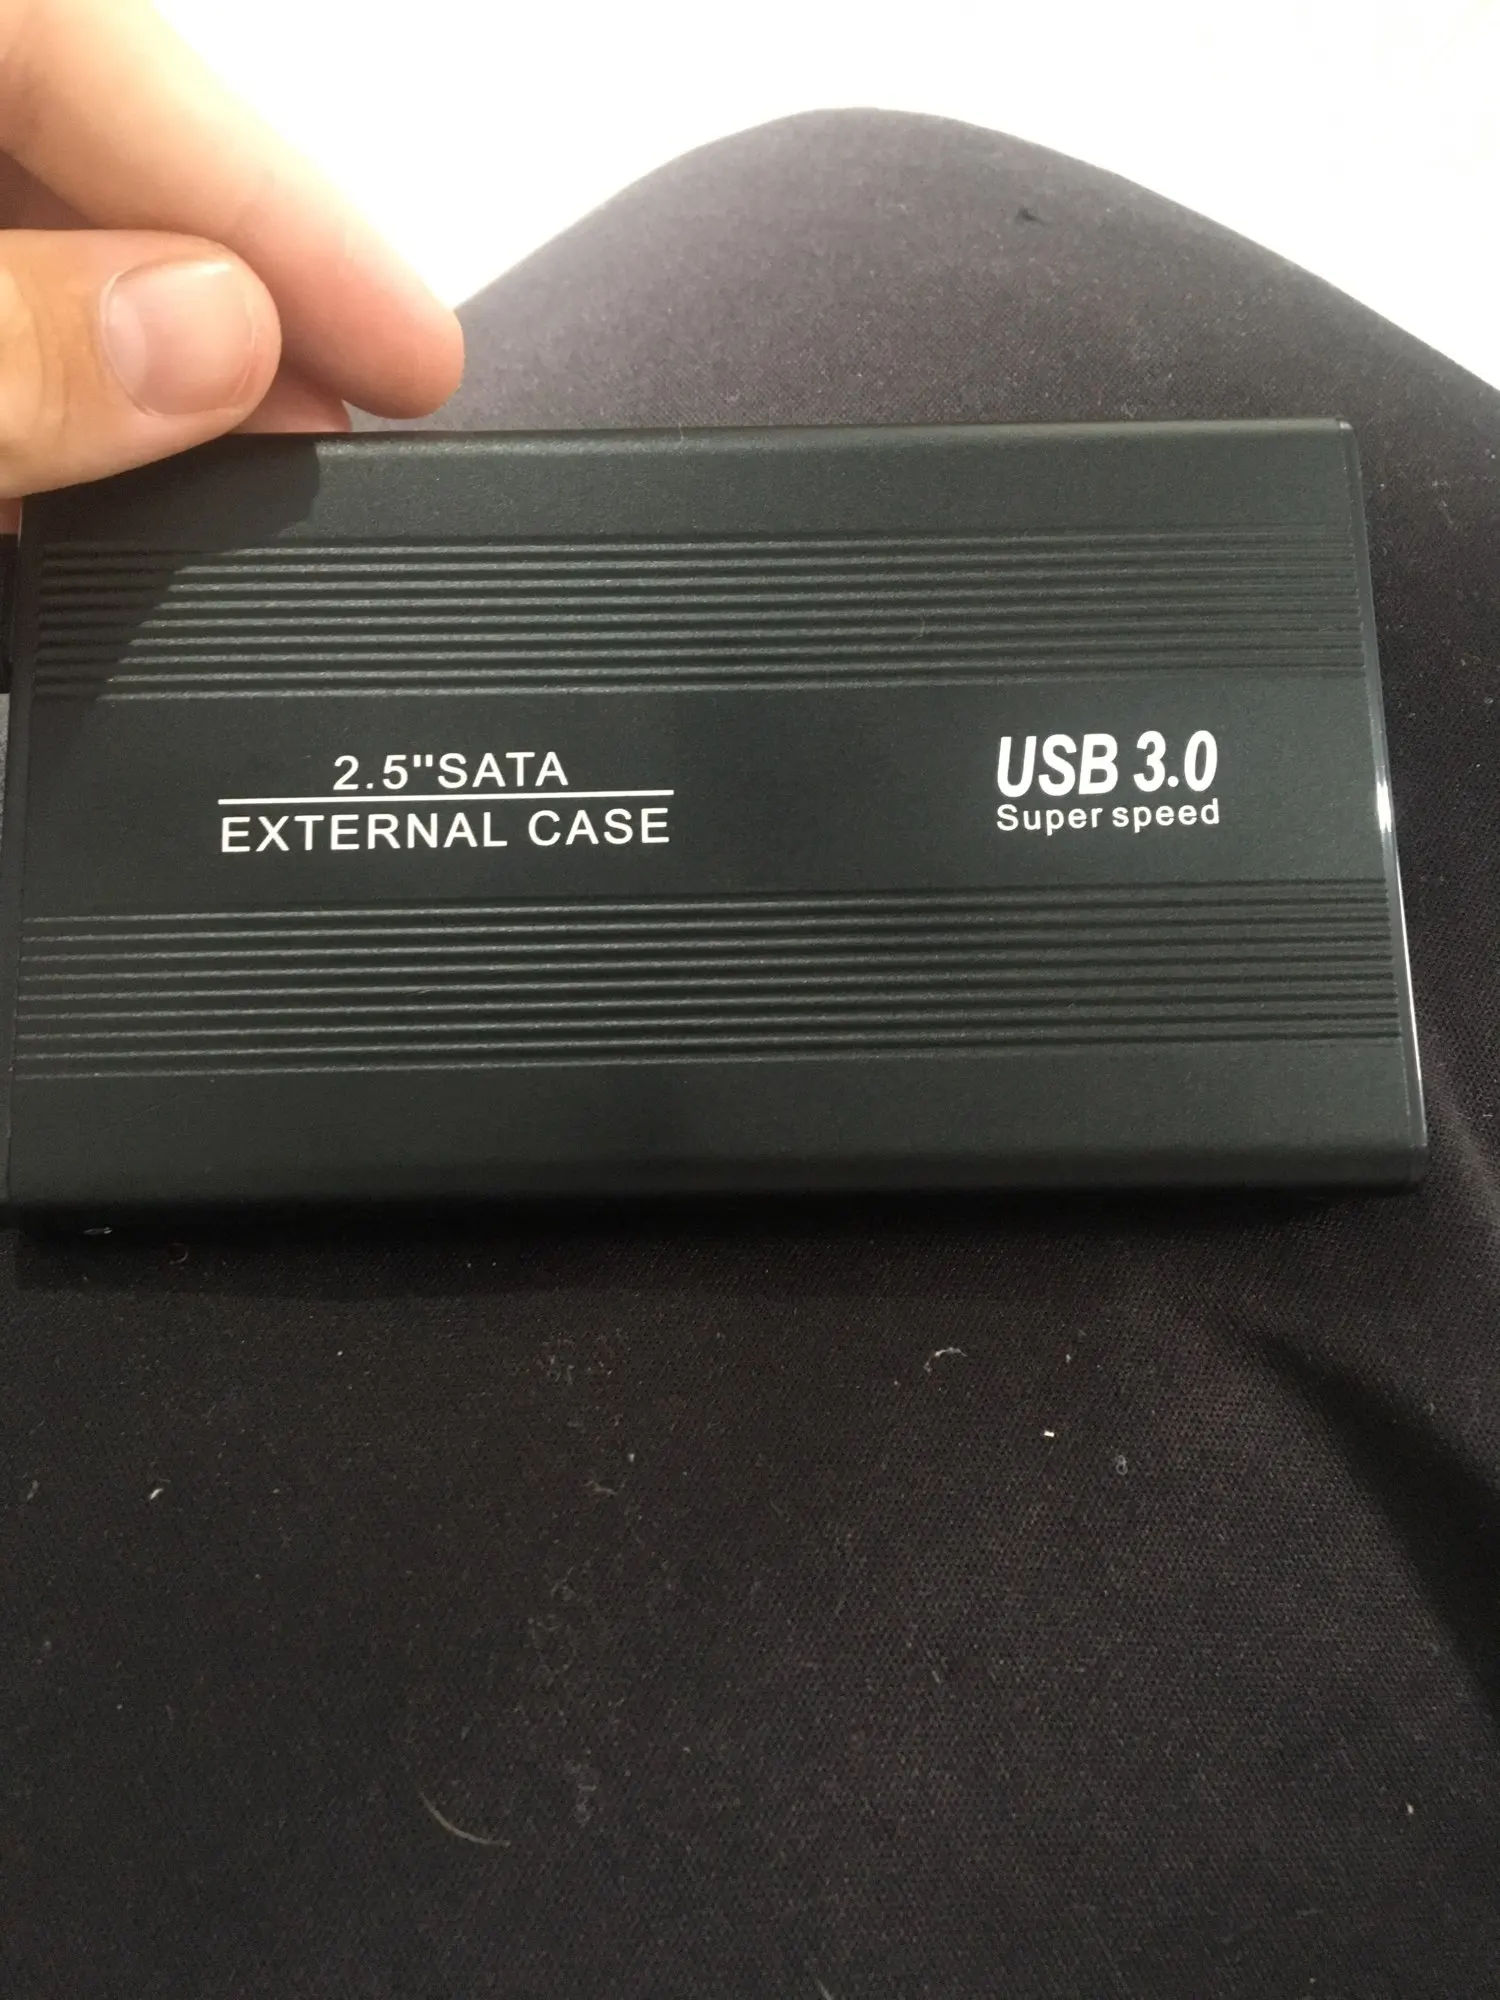 2.5"SATA
EXTERNAL CASE
USB 3.0
Super speed